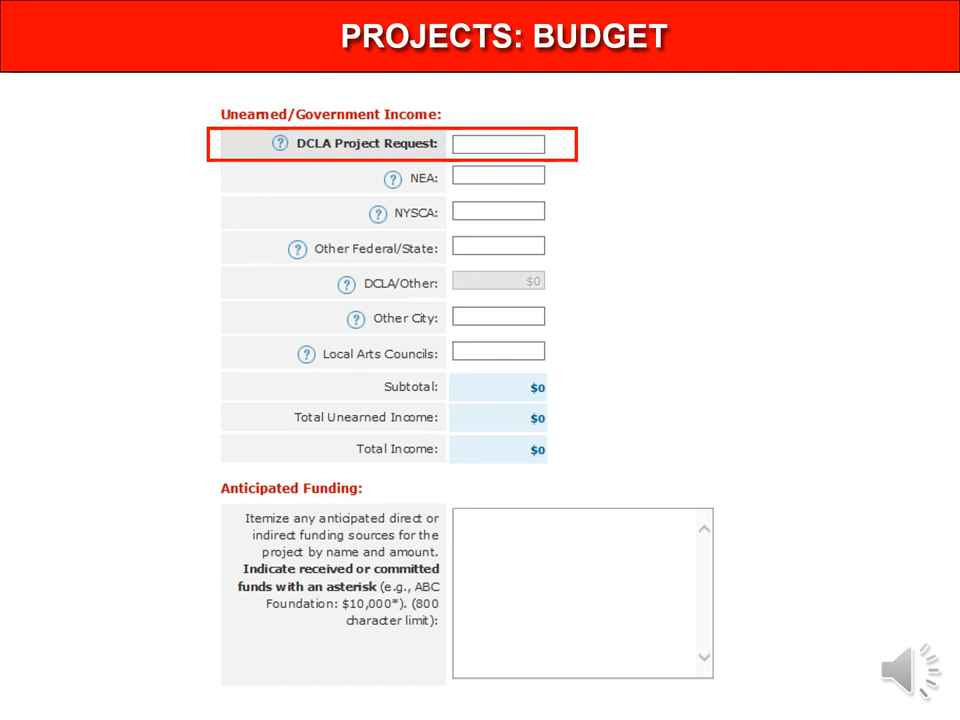 PROJECTS: BUDGET
Unearned/Government Income:
? DCLA Project Request:
? NEA:
? NYSCA:
? Other Federal/State:
? DCLA/Other: $0
? Other City:
? Local Arts Councils:
Subtotal: $0
Total Unearned Income: $0
Total Income: $0
Anticipated Funding:
Itemize any anticipated direct or
indirect funding sources for the
project by name and amount.
Indicate received or committed
funds with an asterisk (e.g., ABC
Foundation: $10,000*). (800
character limit):